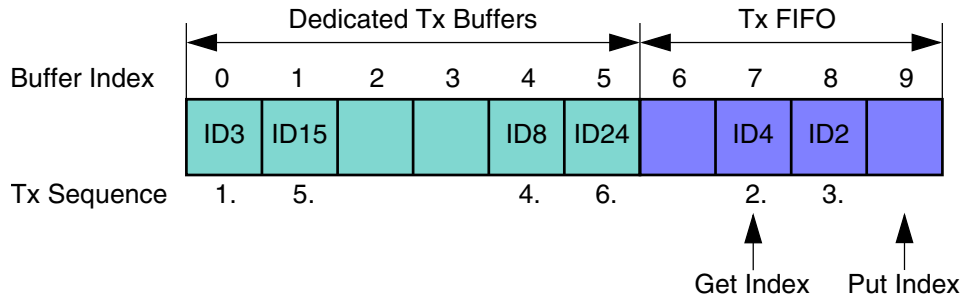 Dedicated Tx Buffers Tx FIFO
Buffer Index 0 1 2 3 4 5 6 7 8 9
ID3 ID15 ID8 ID24 ID4 ID2
Tx Sequence 1. 5. 4. 6. 2. 3.
Get Index Put Index